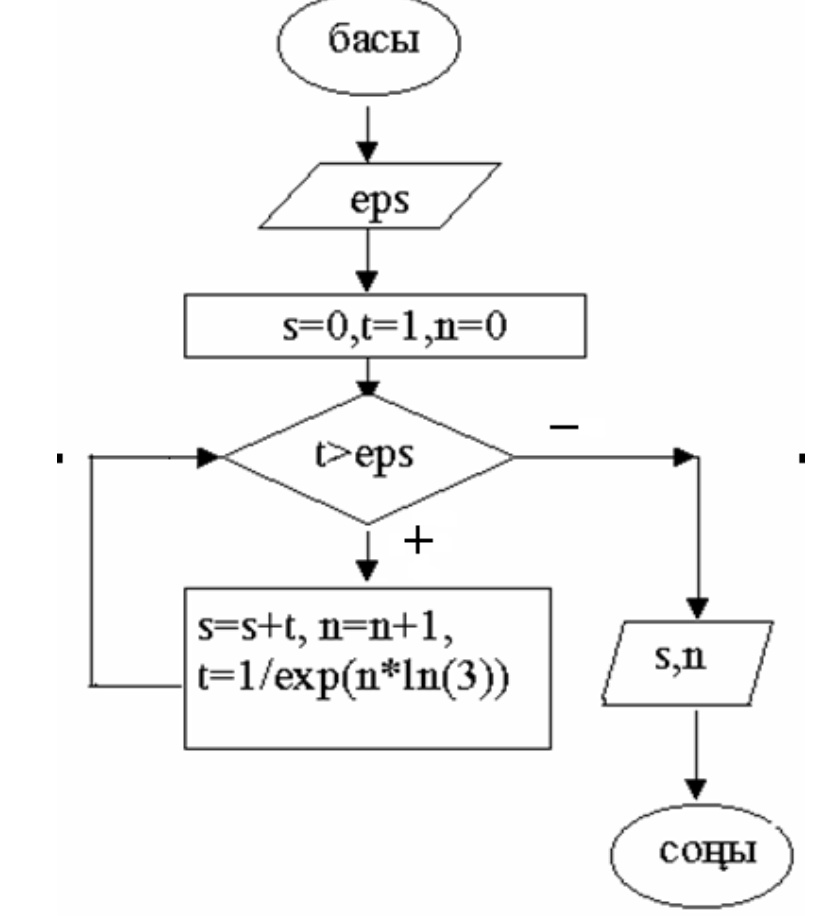 басы
eps
s=0,t=1,n=0
t>eps
−
+
s=s+t, n=n+1,
t=1/exp(n*ln(3))
s,n
соңы